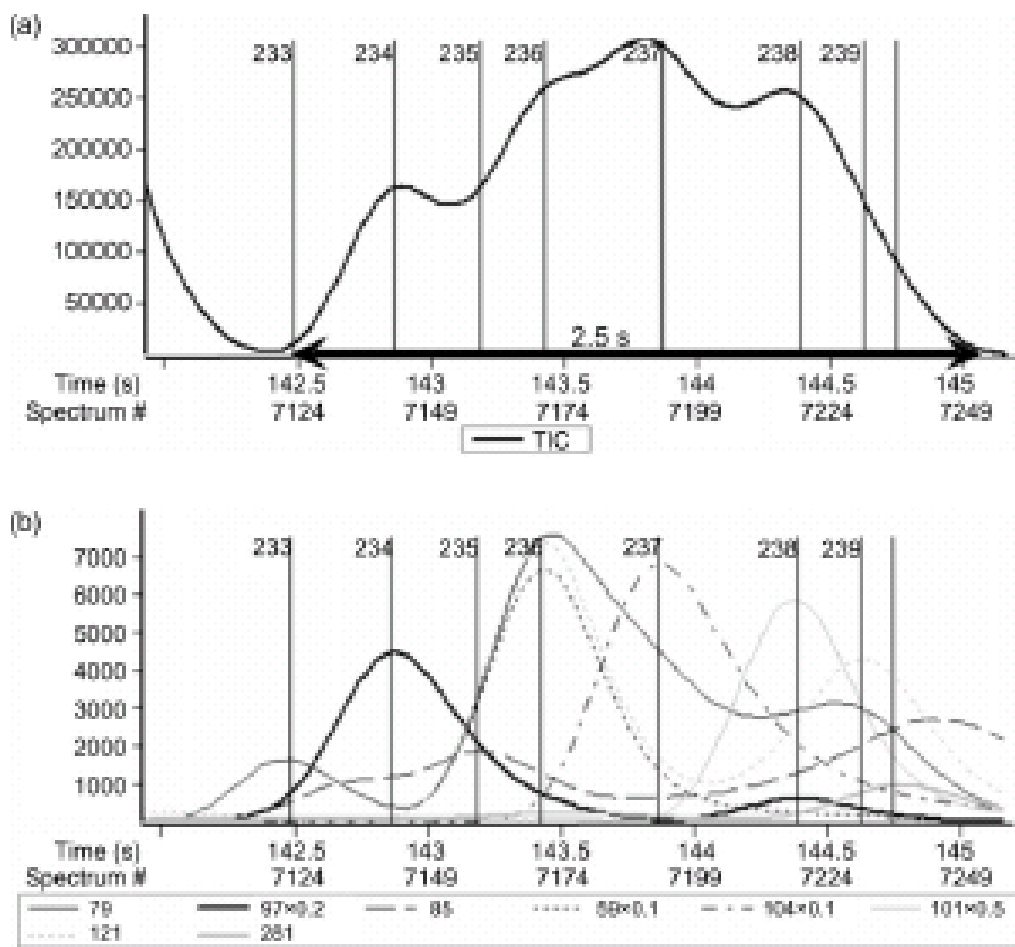 (a)
300000
250000
200000
150000
100000
50000
233 234 235 236 237 238 239
2.5 s
Time (s) 142.5 143 143.5 144 144.5 145
Spectrum # 7124 7149 7174 7199 7224 7249
TIC
(b)
7000
6000
5000
4000
3000
2000
1000
233 234 235 236 237 238 239
Time (s) 142.5 143 143.5 144 144.5 145
Spectrum # 7124 7149 7174 7199 7224 7249
79 97×0.2 85 59×0.1 104×0.1 101×0.5
121 281